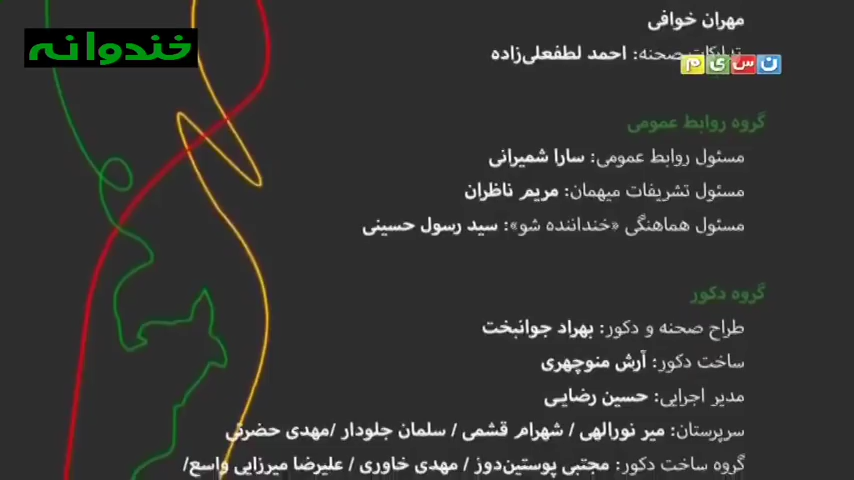 خندوانه
مهران خوافی
تدارکات صحنه: احمد لطفعلی‌زاده
نسیم
گروه روابط عمومی
مسئول روابط عمومی: سارا شمیرانی
مسئول تشریفات میهمان: مریم ناظران
مسئول هماهنگی «خنداننده شو»: سید رسول حسینی
گروه دکور
طراح صحنه و دکور: بهراد جوانبخت
ساخت دکور: آرش منوچهری
مدیر اجرایی: حسین رضایی
سرپرستان: میر نورالهی / شهرام قشمی / سلمان جلودار /مهدی حضرتی
گروه ساخت دکور: مجتبی پوستین‌دوز / مهدی خاوری / علیرضا میرزایی واسع/